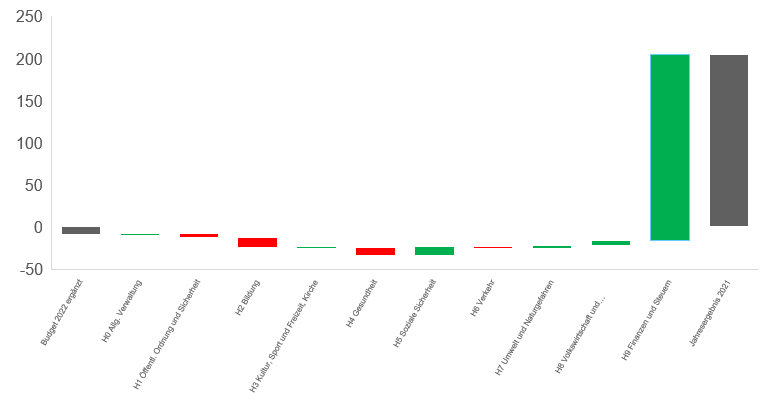 250
200
150
100
50
0
-50
Budget 2022 ergänzt
H0 Allg. Verwaltung
H1 Öffentl. Ordnung und Sicherheit
H2 Bildung
H3 Kultur, Sport und Freizeit, Kirche
H4 Gesundheit
H5 Soziale Sicherheit
H6 Verkehr
H7 Umwelt und Naturgefahren
H8 Volkswirtschaft und...
H9 Finanzen und Steuern
Jahresergebnis 2021